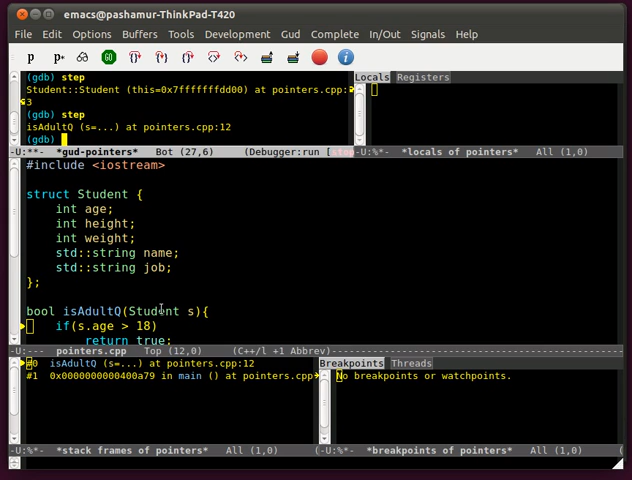 emacs@pashamur-ThinkPad-T420
File Edit Options Buffers Tools Development Gud Complete In/Out Signals Help
p p* GO {} {} {} <> {}
(gdb) step
Student::Student (this=0x7fffffffdd00) at pointers.cpp:
3
(gdb) step
isAdultQ (s=...) at pointers.cpp:12
(gdb)
Locals Registers
-U:**- *gud-pointers* Bot (27,6) (Debugger:run [
-U:%*- *locals of pointers* All (1,0)
#include <iostream>
struct Student {
int age;
int height;
int weight;
std::string name;
std::string job;
};
bool isAdultQ(Student s){
if(s.age > 18)
return true;
-U:--- pointers.cpp Top (12,0) (C++/l +1 Abbrev)
#0 isAdultQ (s=...) at pointers.cpp:12
#1 0x0000000000400a79 in main () at pointers.cpp
Breakpoints Threads
No breakpoints or watchpoints.
-U:%*- *stack frames of pointers* All (1,0) (
-U:%*- *breakpoints of pointers* All (1,0) (